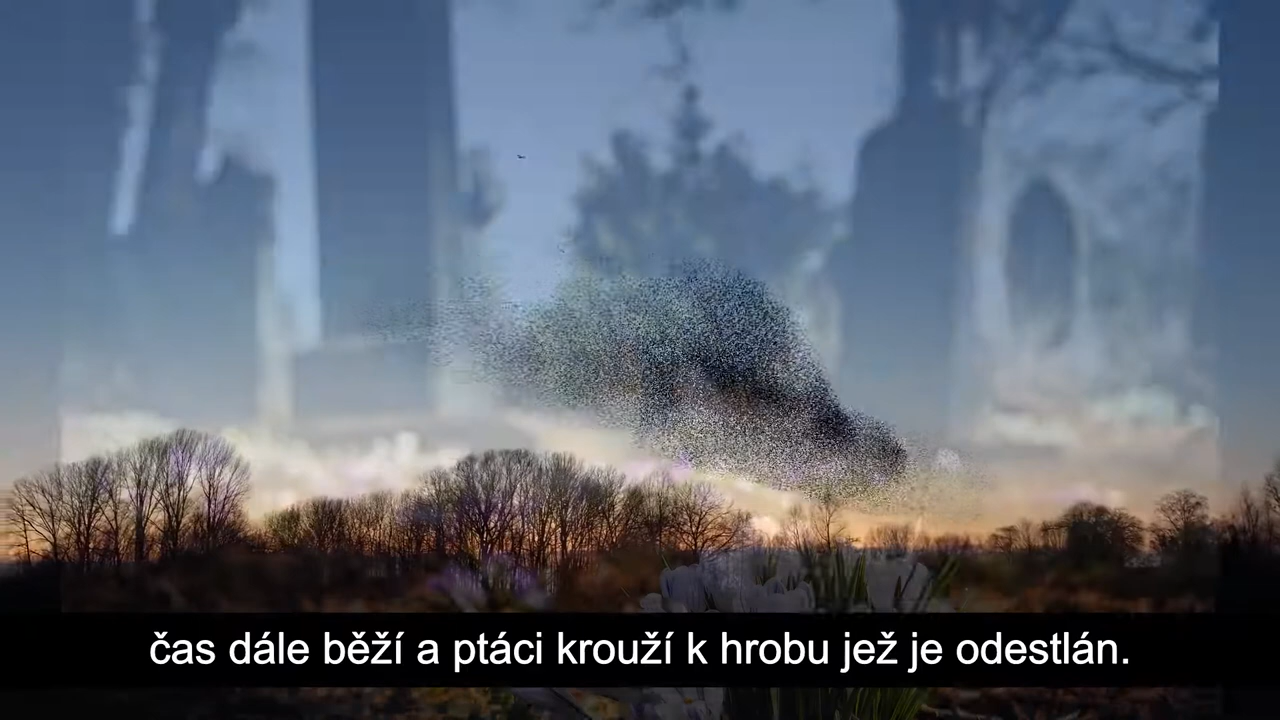 čas dále běží a ptáci krouží k hrobu jež je odestlán.